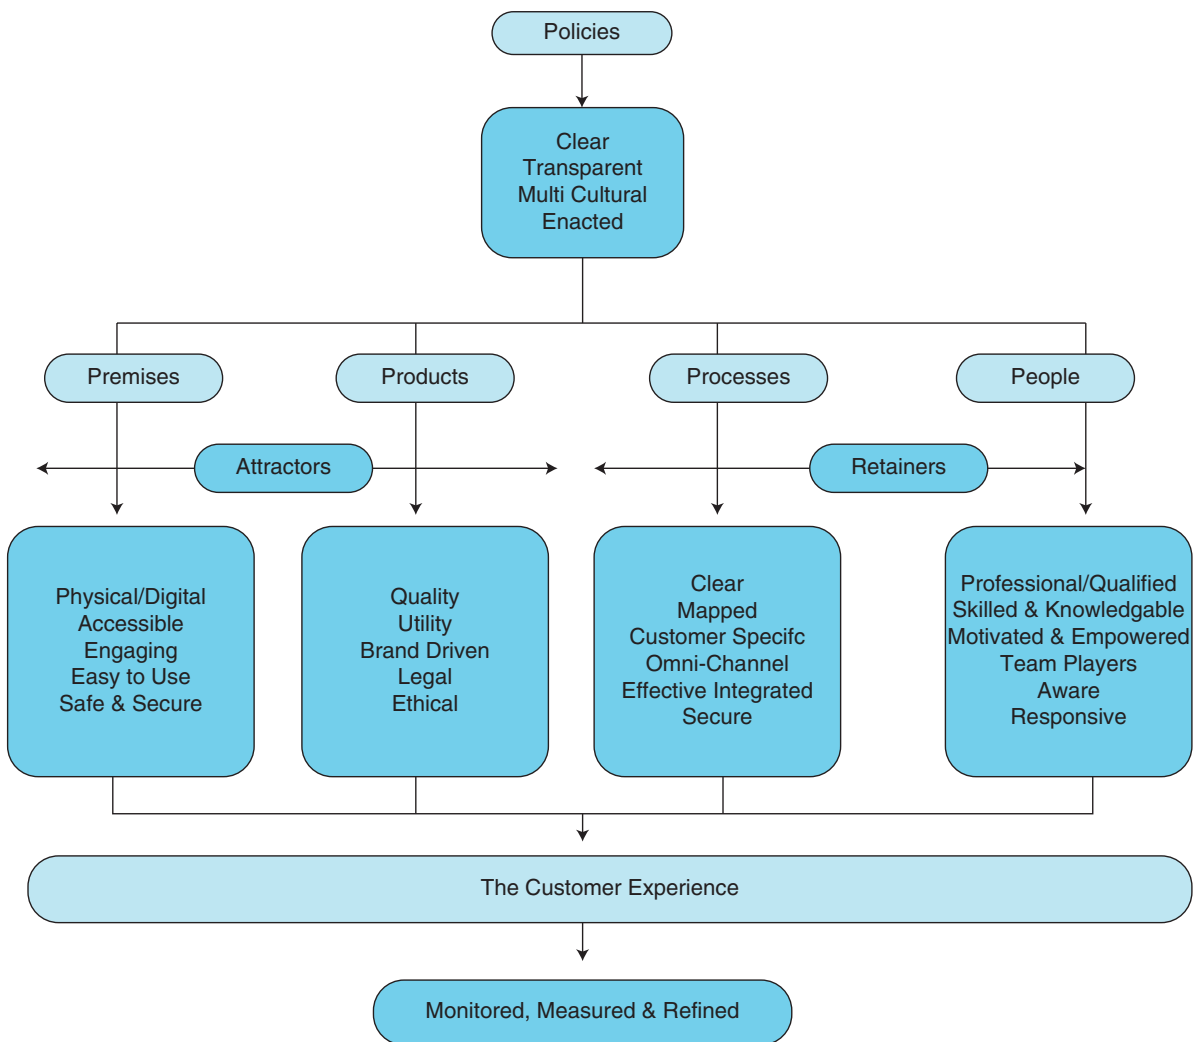 Policies
Clear
Transparent
Multi Cultural
Enacted
Premises
Products
Processes
People
Attractors
Retainers
Physical/Digital
Accessible
Engaging
Easy to Use
Safe & Secure
Quality
Utility
Brand Driven
Legal
Ethical
Clear
Mapped
Customer Specifc
Omni-Channel
Effective Integrated
Secure
Professional/Qualified
Skilled & Knowledgable
Motivated & Empowered
Team Players
Aware
Responsive
The Customer Experience
Monitored, Measured & Refined